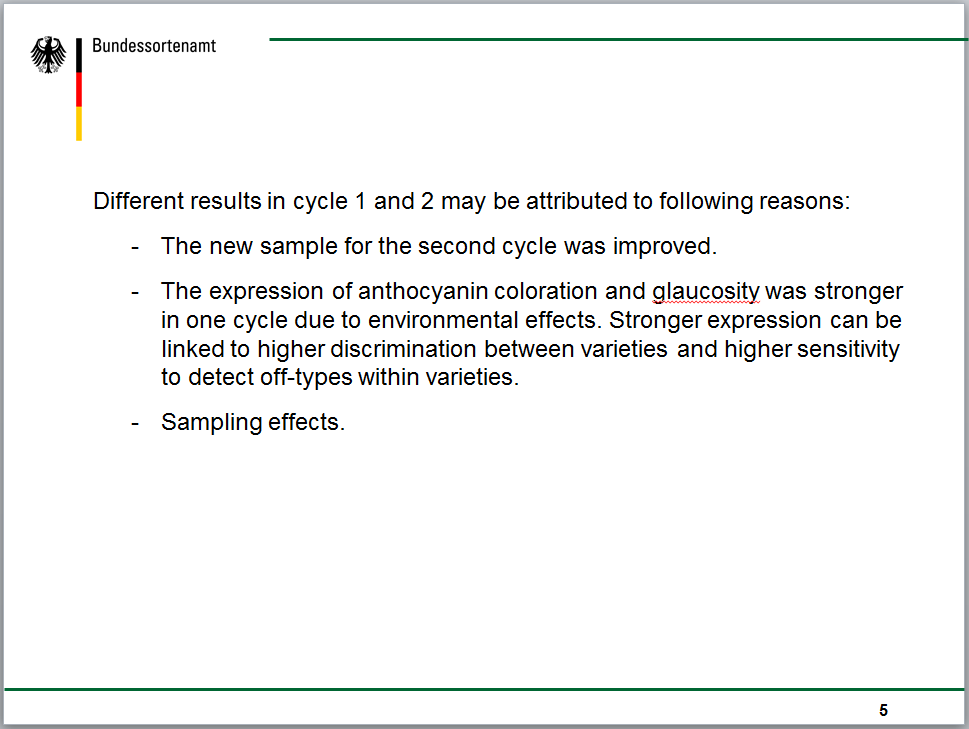 Bundessortenamt
Different results in cycle 1 and 2 may be attributed to following reasons:
- The new sample for the second cycle was improved.
- The expression of anthocyanin coloration and glaucosity was stronger
in one cycle due to environmental effects. Stronger expression can be
linked to higher discrimination between varieties and higher sensitivity
to detect off-types within varieties.
- Sampling effects.
5